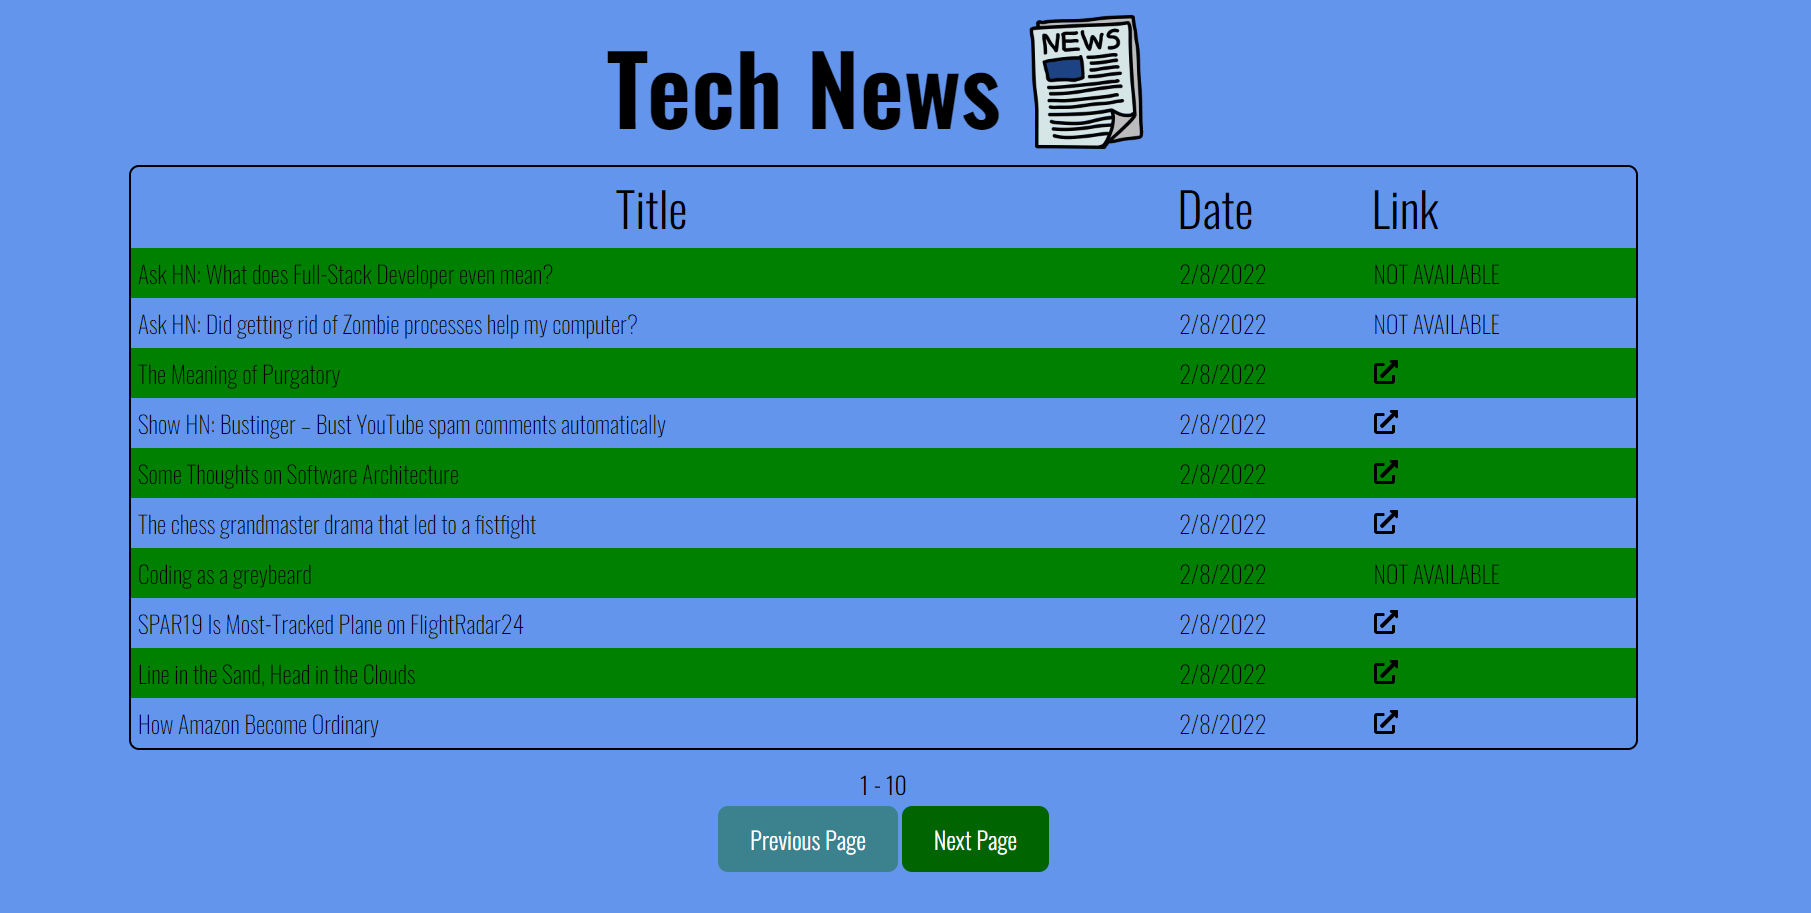 Tech News
NEWS
Title Date Link
Ask HN: What does Full-Stack Developer even mean? 2/8/2022 NOT AVAILABLE
Ask HN: Did getting rid of Zombie processes help my computer? 2/8/2022 NOT AVAILABLE
The Meaning of Purgatory 2/8/2022
Show HN: Bustinger – Bust YouTube spam comments automatically 2/8/2022
Some Thoughts on Software Architecture 2/8/2022
The chess grandmaster drama that led to a fistfight 2/8/2022
Coding as a greybeard 2/8/2022 NOT AVAILABLE
SPAR19 Is Most-Tracked Plane on FlightRadar24 2/8/2022
Line in the Sand, Head in the Clouds 2/8/2022
How Amazon Become Ordinary 2/8/2022
1 - 10
Previous Page Next Page